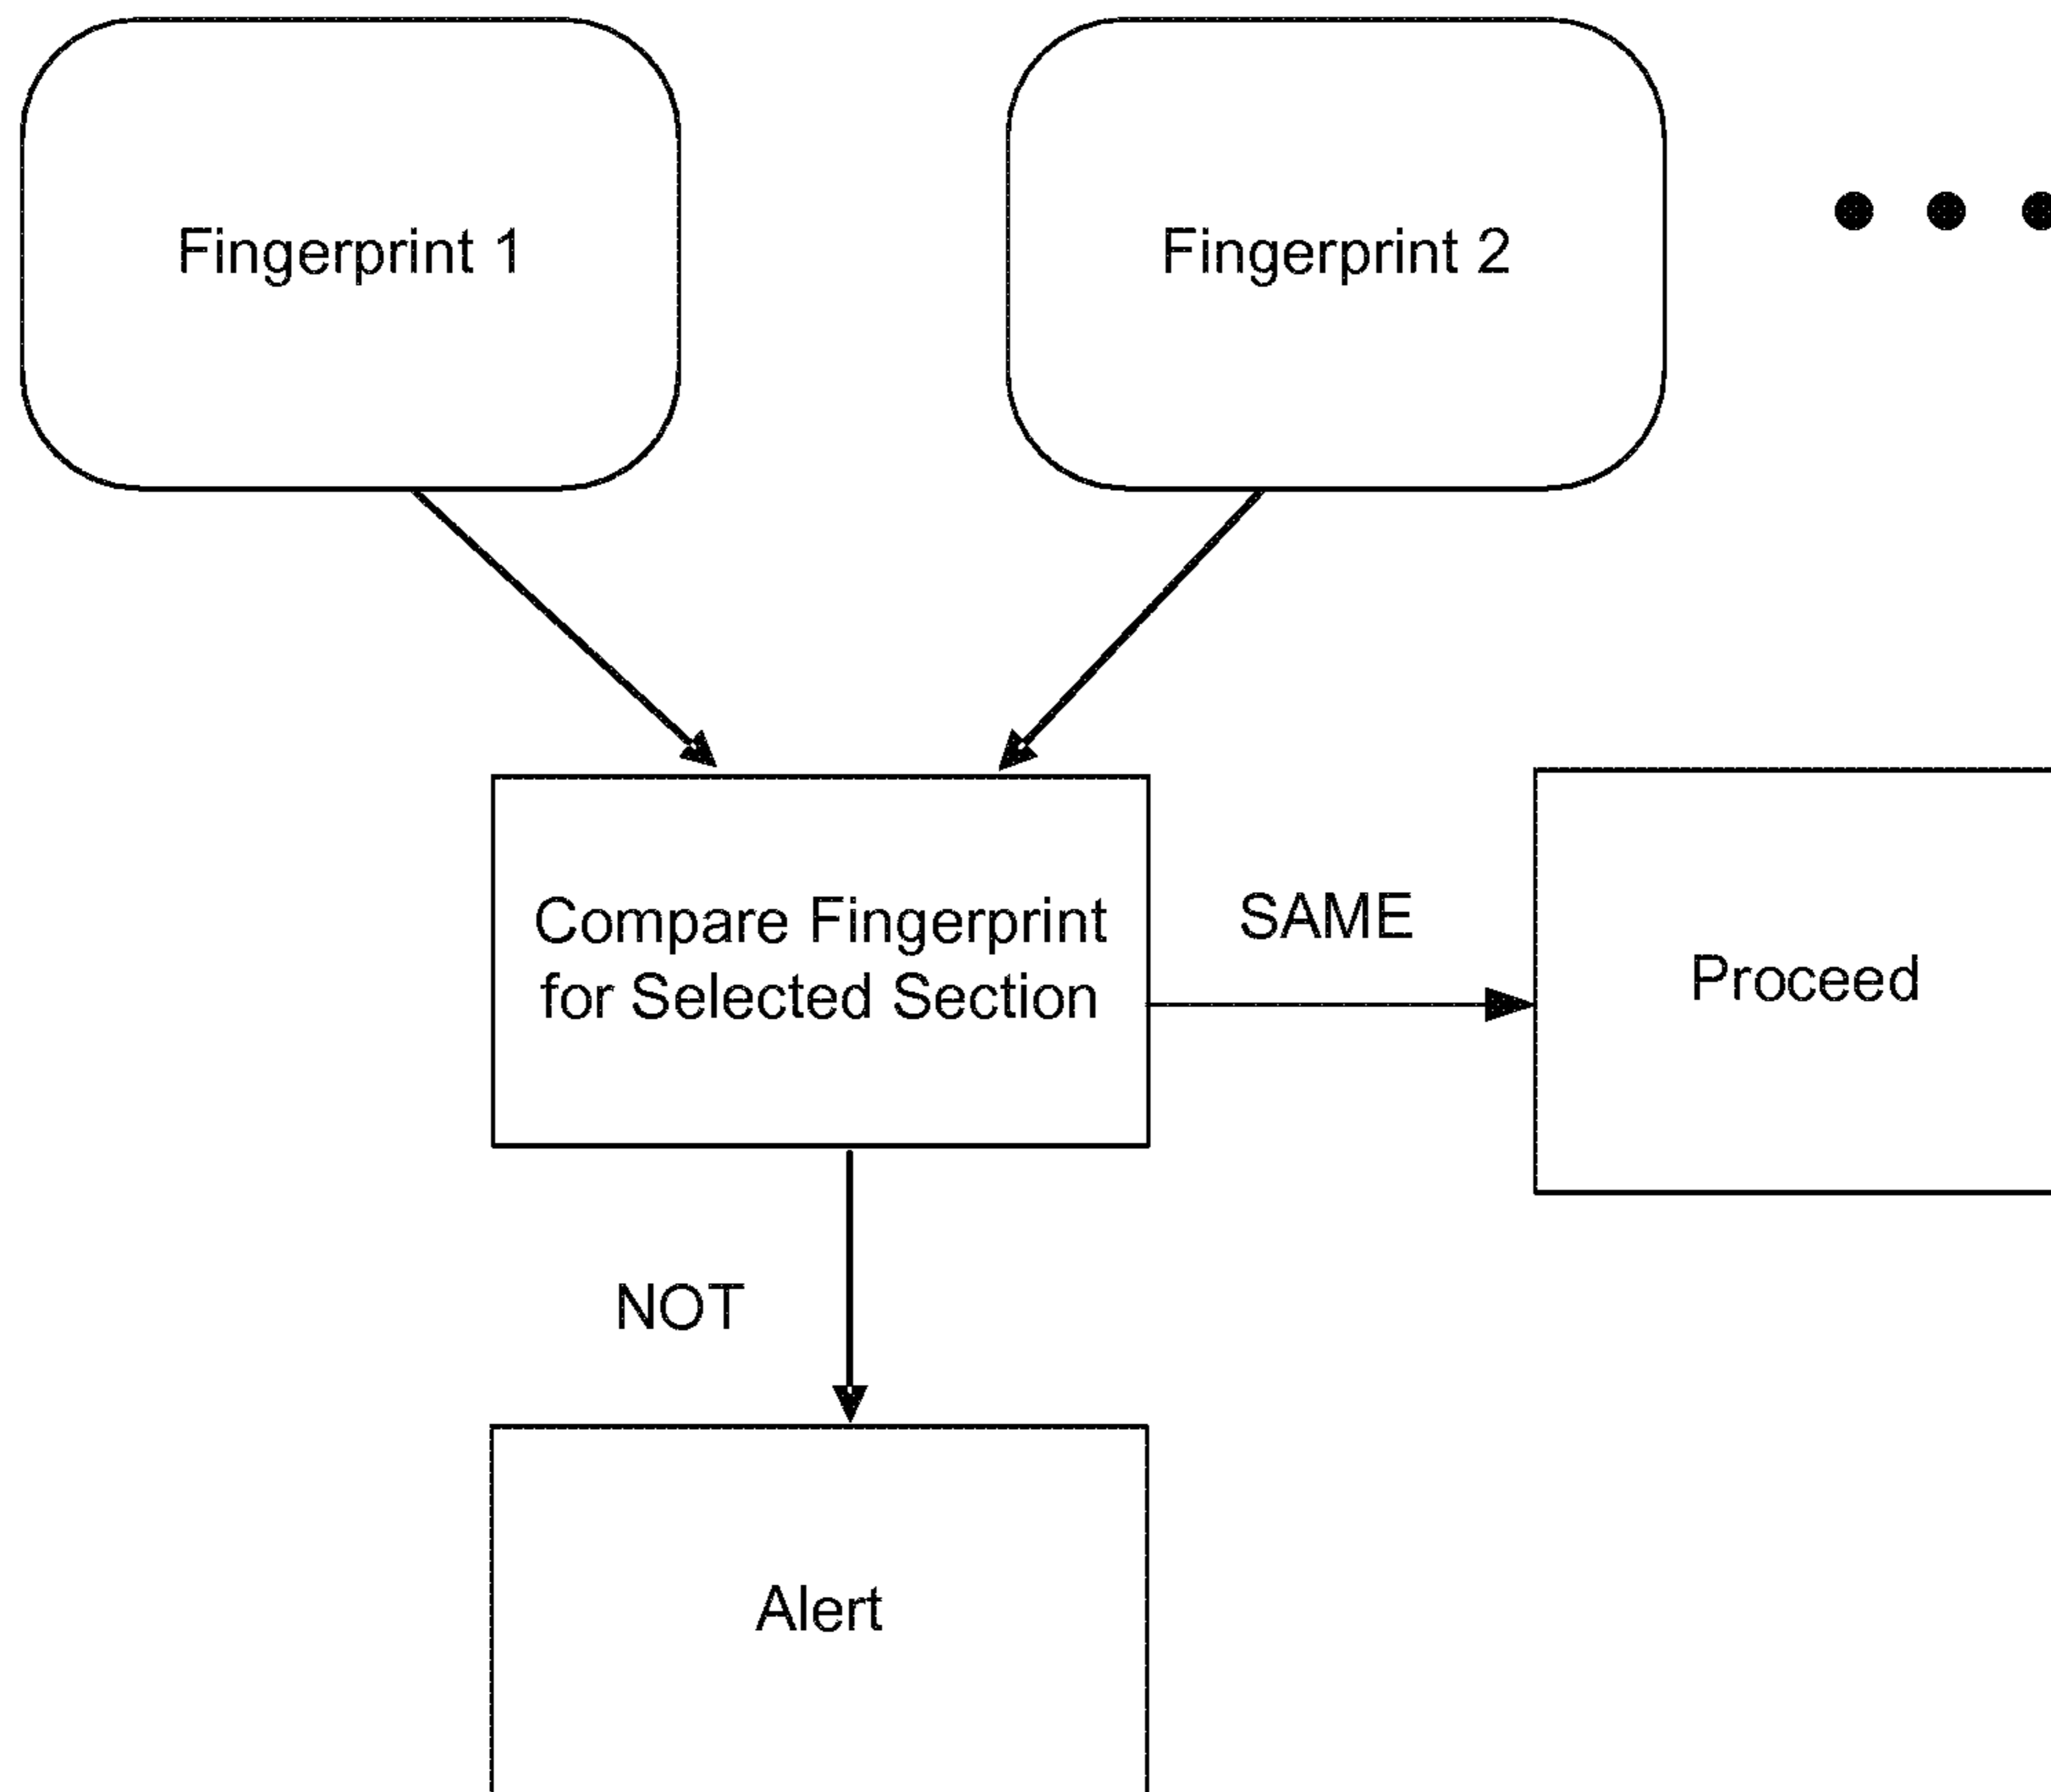 Fingerprint 1
Fingerprint 2
Compare Fingerprint
for Selected Section
SAME
Proceed
NOT
Alert